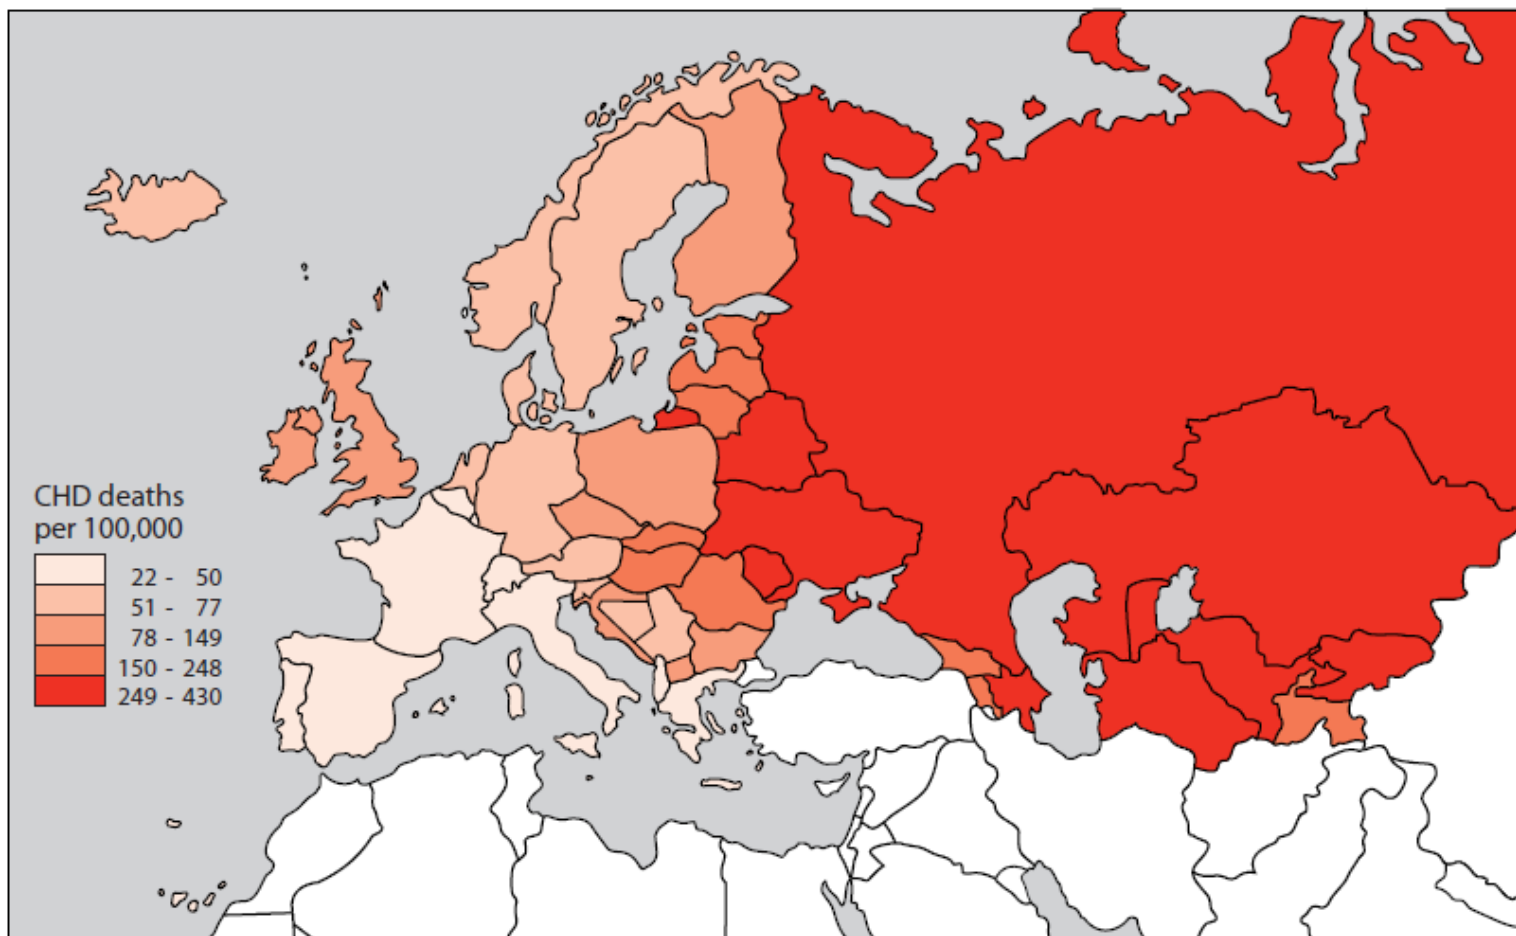 CHD deaths
per 100,000
22 - 50
51 - 77
78 - 149
150 - 248
249 - 430